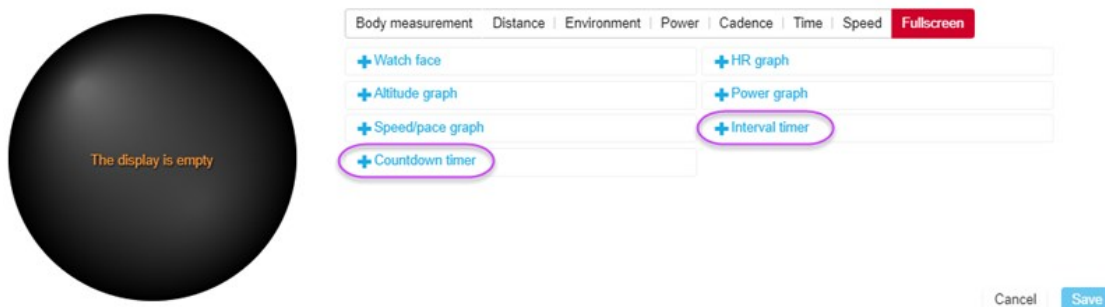 Body measurement Distance Environment Power Cadence Time Speed Fullscreen
+Watch face +HR graph
+Altitude graph +Power graph
+Speed/pace graph +Interval timer
The display is empty +Countdown timer
Cancel Save